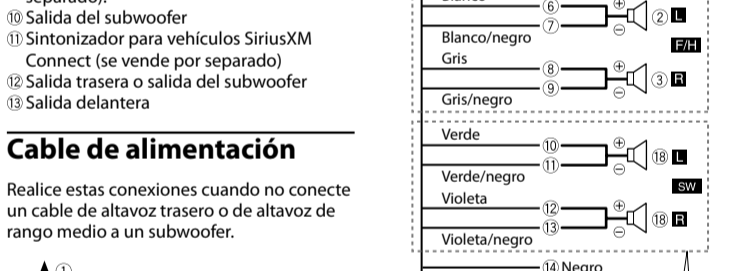 ⑩ Salida del subwoofer
⑪ Sintonizador para vehículos SiriusXM
Connect (se vende por separado)
⑫ Salida trasera o salida del subwoofer
⑬ Salida delantera
Cable de alimentación
Realice estas conexiones cuando no conecte
un cable de altavoz trasero o de altavoz de
rango medio a un subwoofer.
①
⑥ ⊕ ② L
⑦ ⊖
Blanco/negro
F/H
Gris
⑧ ⊕ ③ R
⑨ ⊖
Gris/negro
Verde
⑩ ⊕ ⑱ L
⑪ ⊖
Verde/negro
SW
Violeta
⑫ ⊕ ⑱ R
⑬ ⊖
Violeta/negro
⑭ Negro